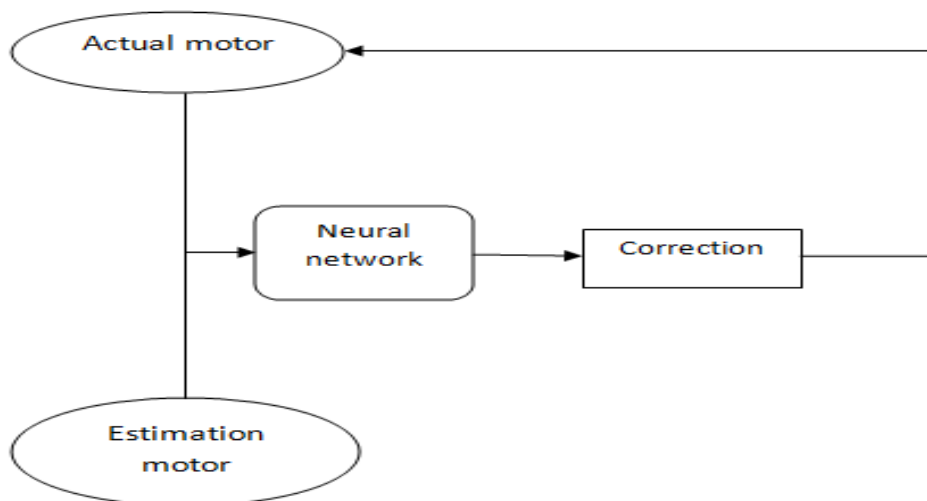 Actual motor
Neural
network
Correction
Estimation
motor